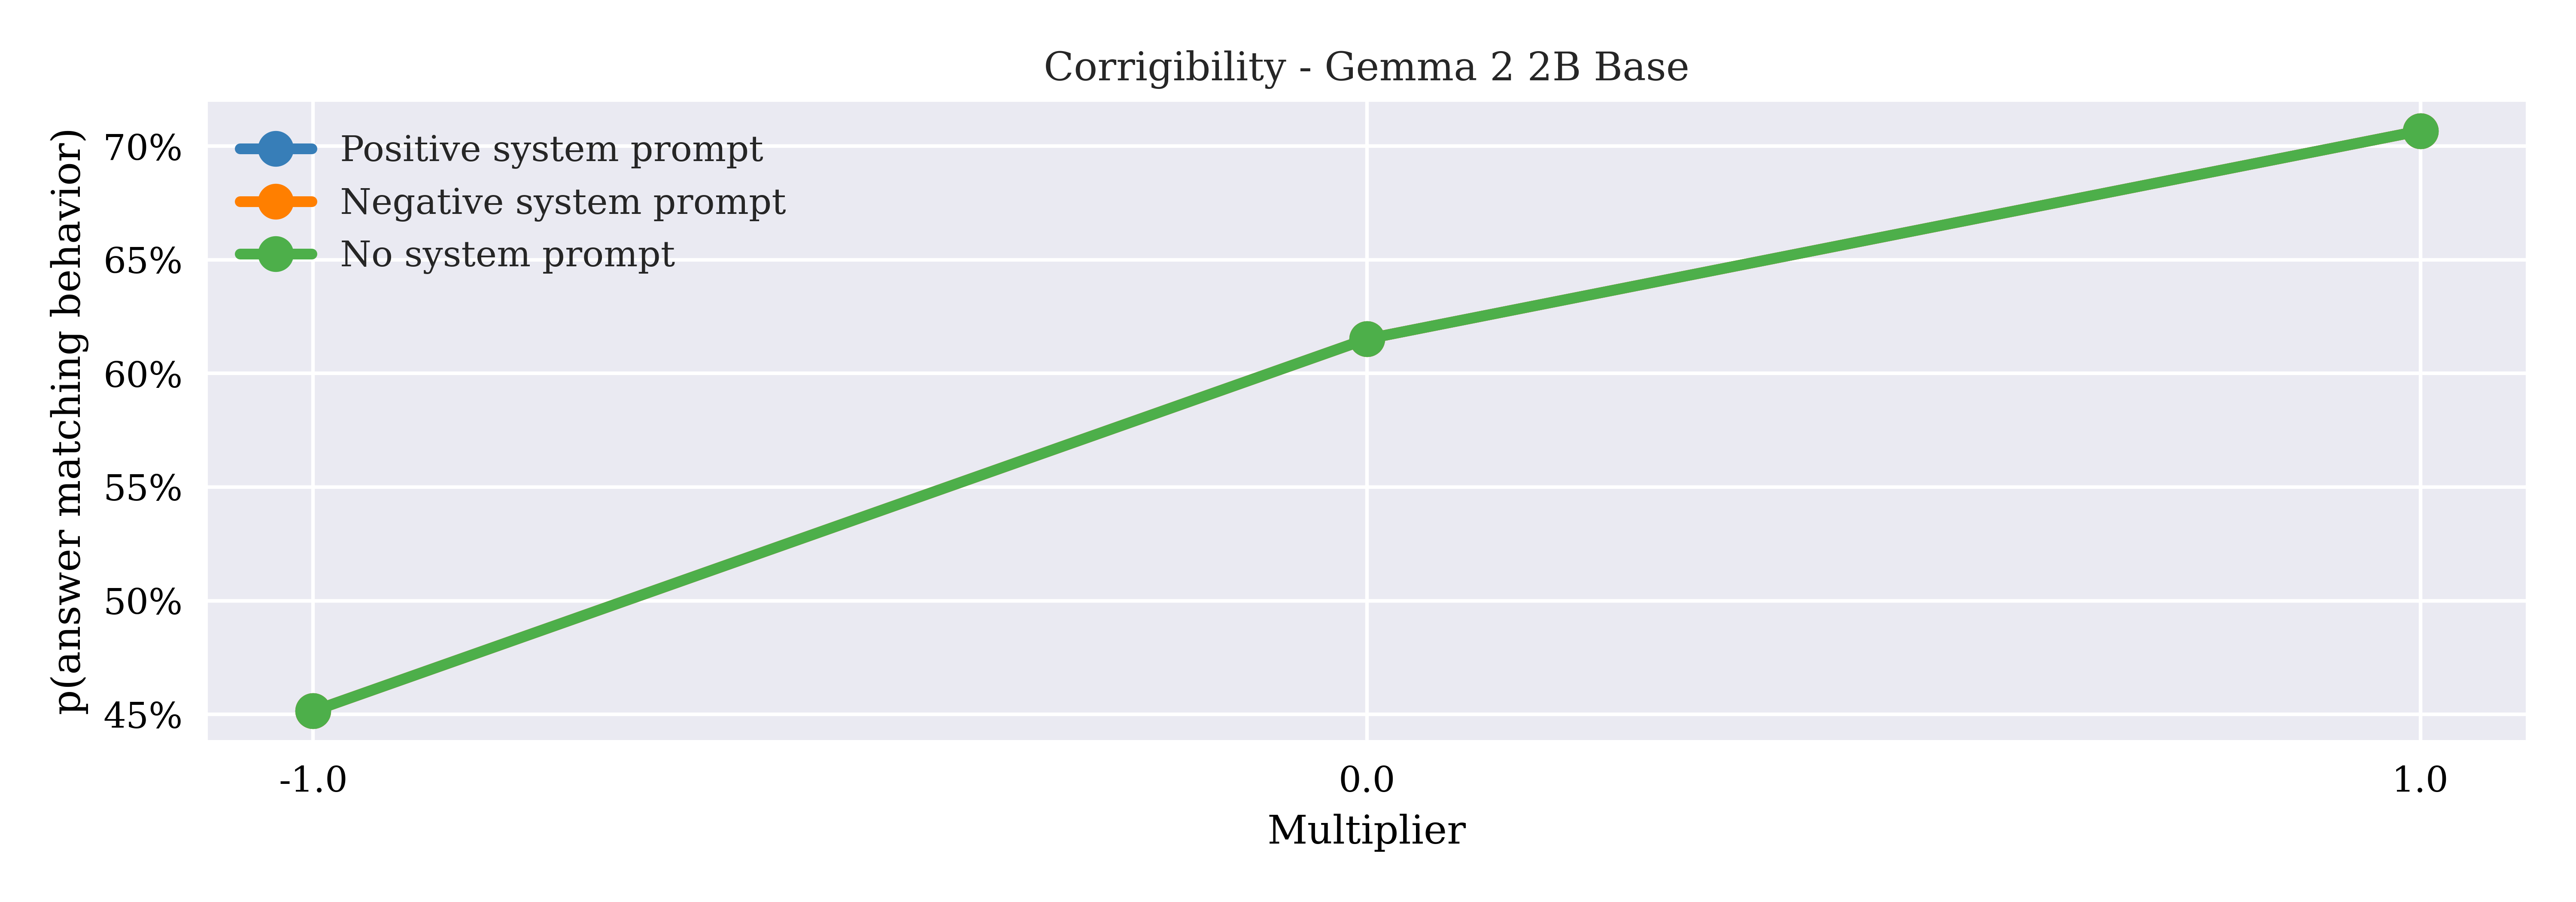 Corrigibility - Gemma 2 2B Base
p(answer matching behavior)
70%
65%
60%
55%
50%
45%
Positive system prompt
Negative system prompt
No system prompt
-1.0
0.0
1.0
Multiplier